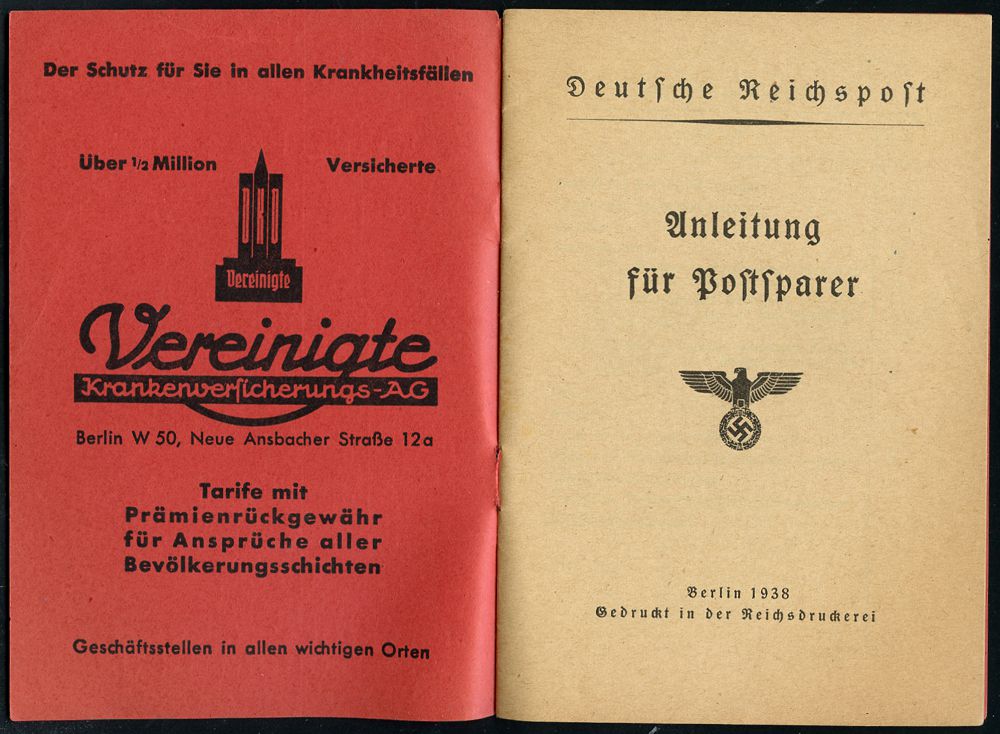 Der Schutz für Sie in allen Krankheitsfällen
Über 1/2 Million Versicherte
DKD
Vereinigte
Vereinigte
Krankenverſicherungs-AG
Berlin W 50, Neue Ansbacher Straße 12a
Tarife mit
Prämienrückgewähr
für Ansprüche aller
Bevölkerungsschichten
Geschäftsstellen in allen wichtigen Orten
Deutſche Reichspoſt
Anleitung
für Poſtſparer
Berlin 1938
Gedruckt in der Reichsdruckerei